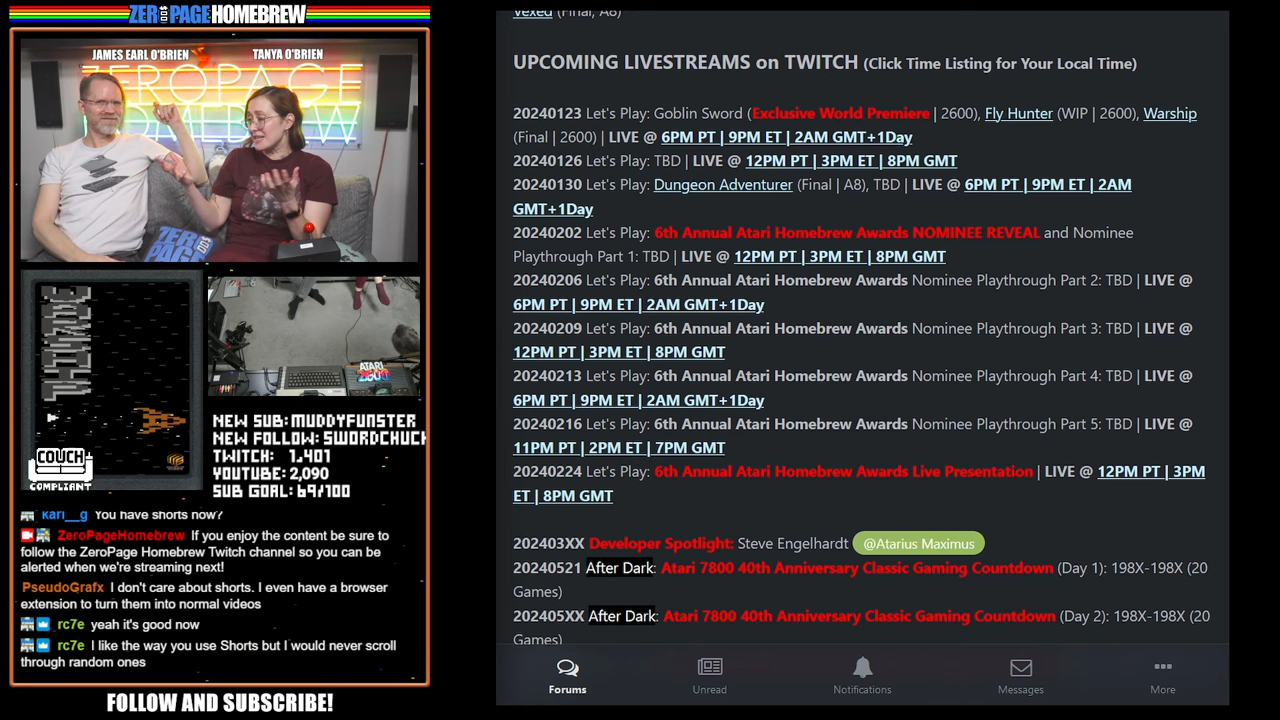 ZEROPAGE HOMEBREW
JAMES EARL O'BRIEN
TANYA O'BRIEN
ZEROPAGE
HOMEBREW
ZERO
PAGE
ATARI
2600
COUCH
COMPLIANT
NEW SUB: MUDDYFUNSTER
NEW FOLLOW: SWORDCHUCK
TWITCH: 1,401
YOUTUBE: 2,090
SUB GOAL: 69/100
kari__g You have shorts now?
ZeroPageHomebrew If you enjoy the content be sure to
follow the ZeroPage Homebrew Twitch channel so you can be
alerted when we're streaming next!
PseudoGrafx I don't care about shorts. I even have a browser
extension to turn them into normal videos
rc7e yeah it's good now
rc7e I like the way you use Shorts but I would never scroll
through random ones
FOLLOW AND SUBSCRIBE!
Vexed (Final, A8)
UPCOMING LIVESTREAMS on TWITCH (Click Time Listing for Your Local Time)
20240123 Let's Play: Goblin Sword (Exclusive World Premiere | 2600), Fly Hunter (WIP | 2600), Warship
(Final | 2600) | LIVE @ 6PM PT | 9PM ET | 2AM GMT+1Day
20240126 Let's Play: TBD | LIVE @ 12PM PT | 3PM ET | 8PM GMT
20240130 Let's Play: Dungeon Adventurer (Final | A8), TBD | LIVE @ 6PM PT | 9PM ET | 2AM
GMT+1Day
20240202 Let's Play: 6th Annual Atari Homebrew Awards NOMINEE REVEAL and Nominee
Playthrough Part 1: TBD | LIVE @ 12PM PT | 3PM ET | 8PM GMT
20240206 Let's Play: 6th Annual Atari Homebrew Awards Nominee Playthrough Part 2: TBD | LIVE @
6PM PT | 9PM ET | 2AM GMT+1Day
20240209 Let's Play: 6th Annual Atari Homebrew Awards Nominee Playthrough Part 3: TBD | LIVE @
12PM PT | 3PM ET | 8PM GMT
20240213 Let's Play: 6th Annual Atari Homebrew Awards Nominee Playthrough Part 4: TBD | LIVE @
6PM PT | 9PM ET | 2AM GMT+1Day
20240216 Let's Play: 6th Annual Atari Homebrew Awards Nominee Playthrough Part 5: TBD | LIVE @
11PM PT | 2PM ET | 7PM GMT
20240224 Let's Play: 6th Annual Atari Homebrew Awards Live Presentation | LIVE @ 12PM PT | 3PM
ET | 8PM GMT
202403XX Developer Spotlight: Steve Engelhardt @Atarius Maximus
20240521 After Dark: Atari 7800 40th Anniversary Classic Gaming Countdown (Day 1): 198X-198X (20
Games)
202405XX After Dark: Atari 7800 40th Anniversary Classic Gaming Countdown (Day 2): 198X-198X (20
Games)
Forums
Unread
Notifications
Messages
More